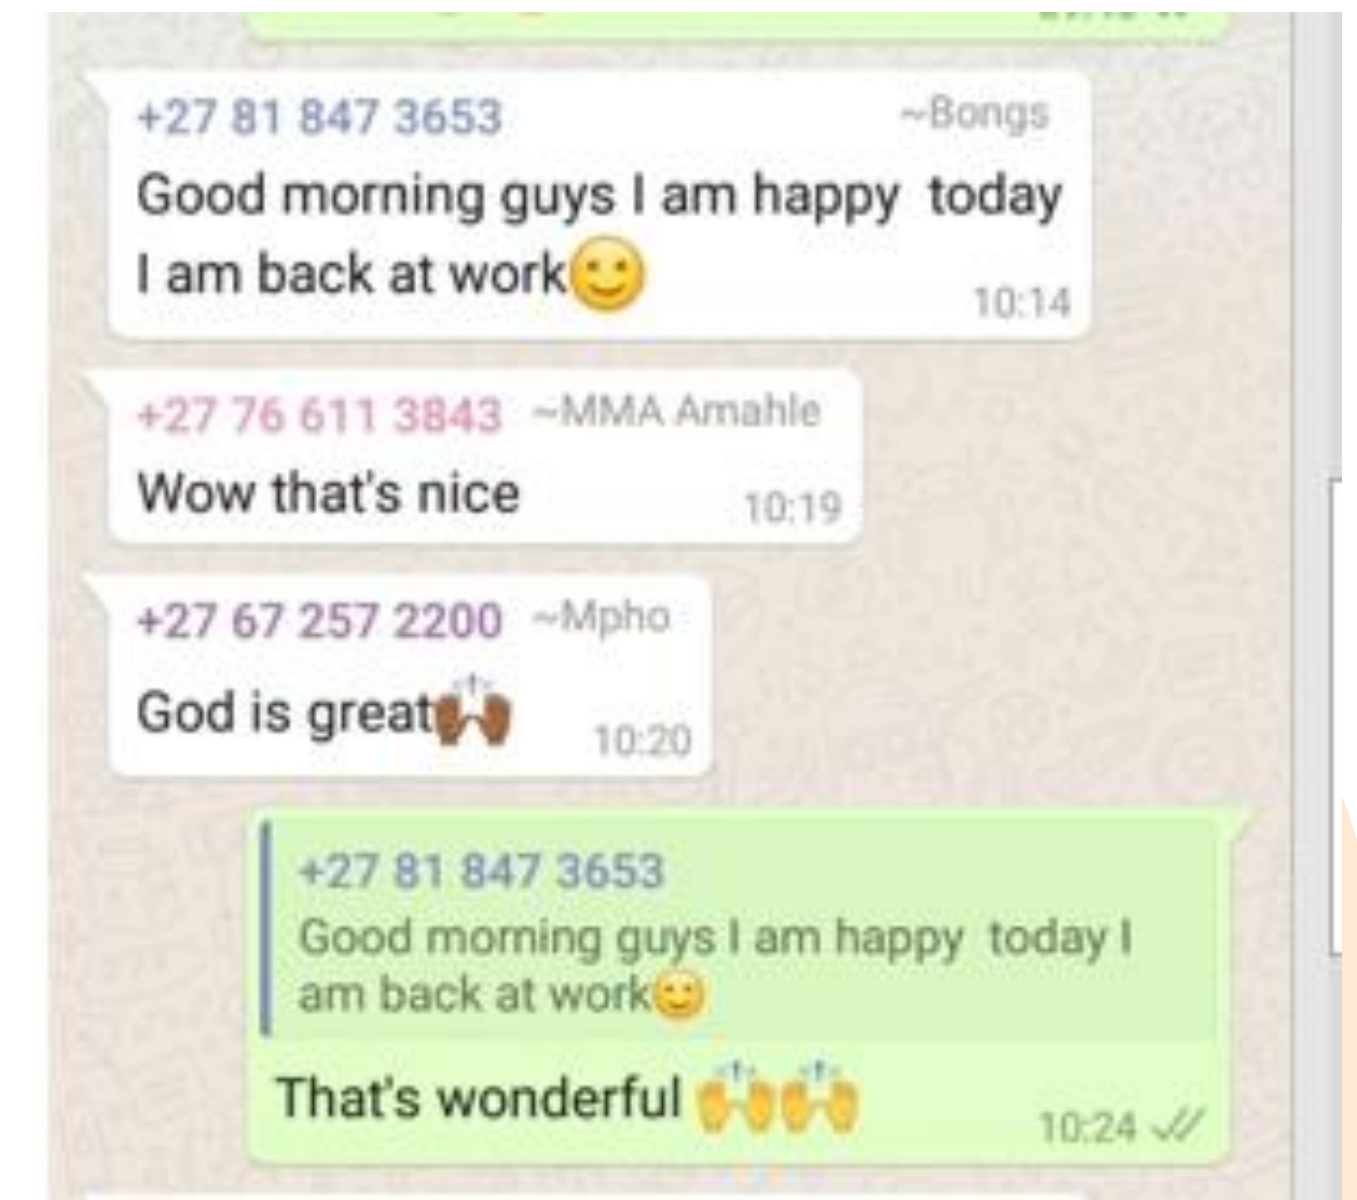 +27 81 847 3653 ~Bongs
Good morning guys I am happy  today
I am back at work🙂
10:14
+27 76 611 3843 ~MMA Amahle
Wow that's nice 10:19
+27 67 257 2200 ~Mpho
God is great🙌🏾 10:20
+27 81 847 3653
Good morning guys I am happy  today I
am back at work🙂
That's wonderful 🙌🙌
10:24